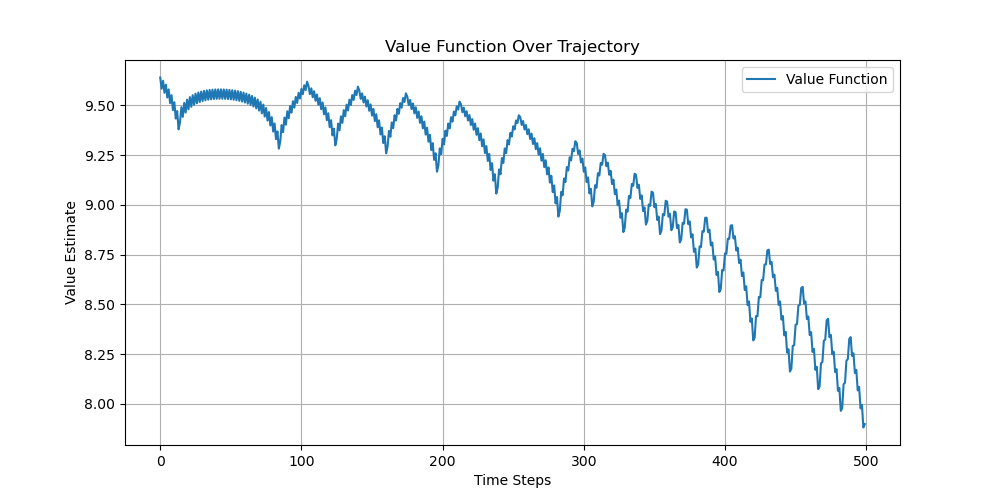 Value Function Over Trajectory
Value Function
Value Estimate
9.50
9.25
9.00
8.75
8.50
8.25
8.00
0 100 200 300 400 500
Time Steps